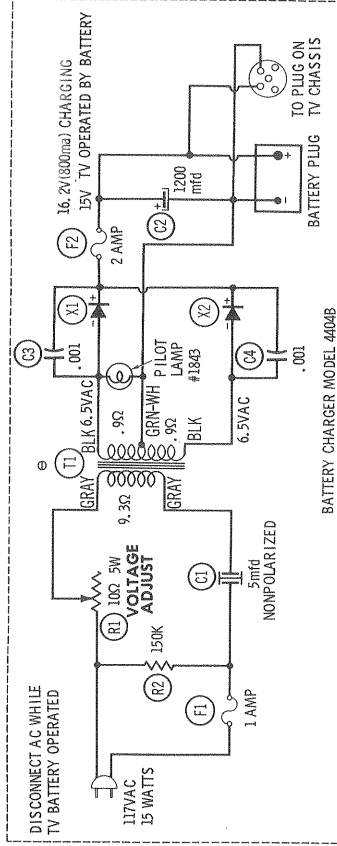 DISCONNECT AC WHILE
TV BATTERY OPERATED
117VAC
15 WATTS
R1
10Ω 5W
VOLTAGE
ADJUST
R2
150K
F1
1 AMP
C1
5mfd
NONPOLARIZED
GRAY
GRAY
9.3Ω
T1
BLK
6.5VAC
.9Ω
GRN-WH
.9Ω
BLK
6.5VAC
C3
.001
X1
- +
PILOT
LAMP
#1843
X2
- +
C4
.001
F2
2 AMP
16.2V(800ma) CHARGING
15V TV OPERATED BY BATTERY
C2
+
1200
mfd
- +
BATTERY PLUG
TO PLUG ON
TV CHASSIS
BATTERY CHARGER MODEL 4404B